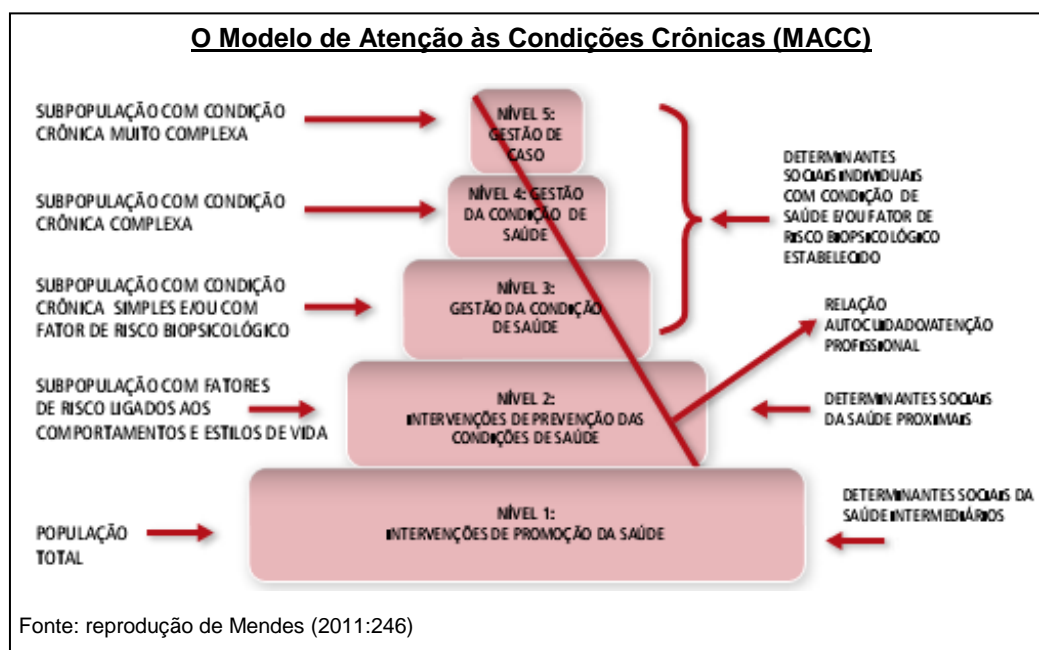 O Modelo de Atenção às Condições Crônicas (MACC)
SUBPOPULAÇÃO COM CONDIÇÃO
CRÔNICA MUITO COMPLEXA
NÍVEL 5:
GESTÃO DE
CASO
SUBPOPULAÇÃO COM CONDIÇÃO
CRÔNICA COMPLEXA
NÍVEL 4: GESTÃO
DA CONDIÇÃO DE
SAÚDE
DETERMINANTES
SOCIAIS INDIVIDUAIS
COM CONDIÇÃO DE
SAÚDE E/OU FATOR DE
RISCO BIOPSICOLÓGICO
ESTABELECIDO
SUBPOPULAÇÃO COM CONDIÇÃO
CRÔNICA SIMPLES E/OU COM
FATOR DE RISCO BIOPSICOLÓGICO
NÍVEL 3:
GESTÃO DA CONDIÇÃO
DE SAÚDE
RELAÇÃO
AUTOCUIDADO/ATENÇÃO
PROFISSIONAL
SUBPOPULAÇÃO COM FATORES
DE RISCO LIGADOS AOS
COMPORTAMENTOS E ESTILOS DE VIDA
NÍVEL 2:
INTERVENÇÕES DE PREVENÇÃO DAS
CONDIÇÕES DE SAÚDE
DETERMINANTES SOCIAIS
DA SAÚDE PROXIMAIS
POPULAÇÃO
TOTAL
NÍVEL 1:
INTERVENÇÕES DE PROMOÇÃO DA SAÚDE
DETERMINANTES SOCIAIS DA
SAÚDE INTERMEDIÁRIOS
Fonte: reprodução de Mendes (2011:246)